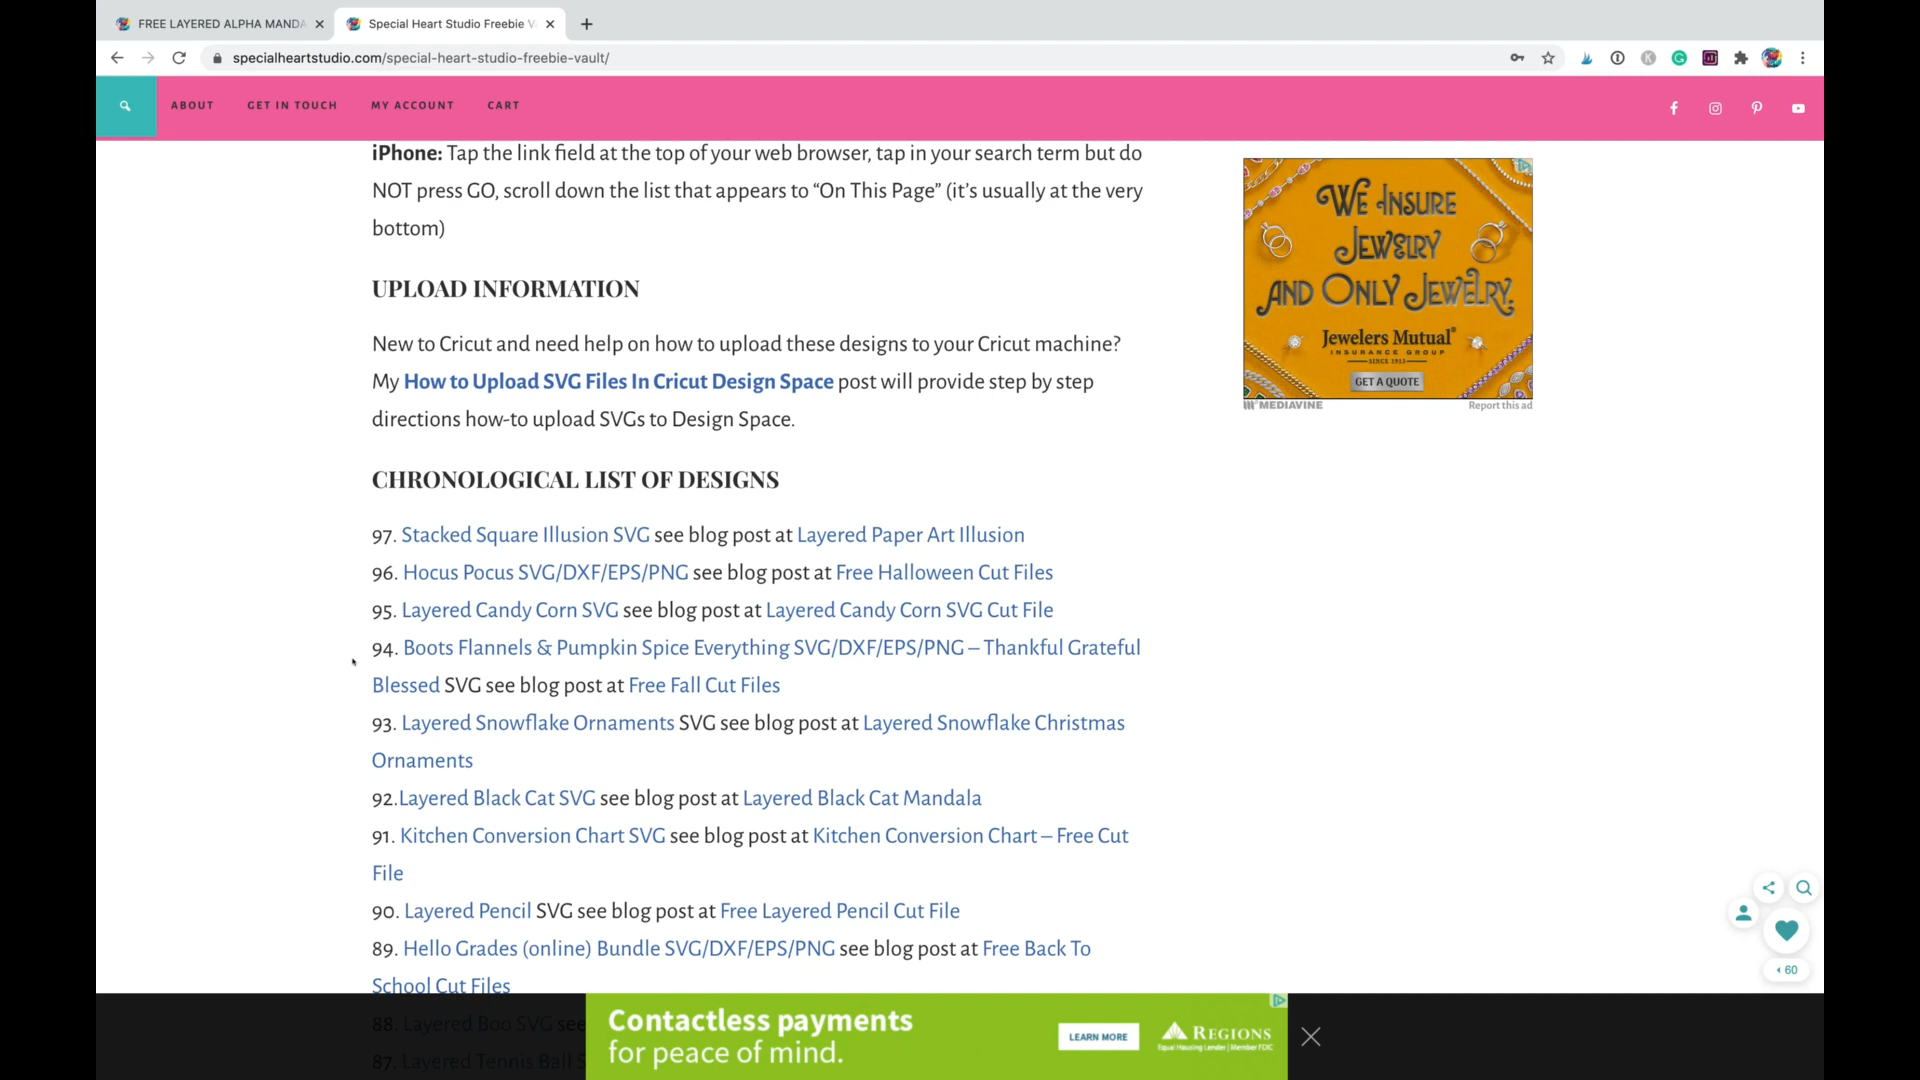 FREE LAYERED ALPHA MANDA
Special Heart Studio Freebie V
specialheartstudio.com/special-heart-studio-freebie-vault/
ABOUT
GET IN TOUCH
MY ACCOUNT
CART
iPhone: Tap the link field at the top of your web browser, tap in your search term but do
NOT press GO, scroll down the list that appears to “On This Page” (it’s usually at the very
bottom)
UPLOAD INFORMATION
New to Cricut and need help on how to upload these designs to your Cricut machine?
My How to Upload SVG Files In Cricut Design Space post will provide step by step
directions how-to upload SVGs to Design Space.
CHRONOLOGICAL LIST OF DESIGNS
97. Stacked Square Illusion SVG see blog post at Layered Paper Art Illusion
96. Hocus Pocus SVG/DXF/EPS/PNG see blog post at Free Halloween Cut Files
95. Layered Candy Corn SVG see blog post at Layered Candy Corn SVG Cut File
94. Boots Flannels & Pumpkin Spice Everything SVG/DXF/EPS/PNG – Thankful Grateful
Blessed SVG see blog post at Free Fall Cut Files
93. Layered Snowflake Ornaments SVG see blog post at Layered Snowflake Christmas
Ornaments
92.Layered Black Cat SVG see blog post at Layered Black Cat Mandala
91. Kitchen Conversion Chart SVG see blog post at Kitchen Conversion Chart – Free Cut
File
90. Layered Pencil SVG see blog post at Free Layered Pencil Cut File
89. Hello Grades (online) Bundle SVG/DXF/EPS/PNG see blog post at Free Back To
School Cut Files
88. Layered Boo SVG see
87. Layered Tennis Ball S
WE INSURE
JEWELRY
AND ONLY JEWELRY.
Jewelers Mutual®
INSURANCE GROUP
SINCE 1913
GET A QUOTE
MEDIAVINE
Report this ad
60
Contactless payments
for peace of mind.
LEARN MORE
REGIONS
Equal Housing Lender | Member FDIC